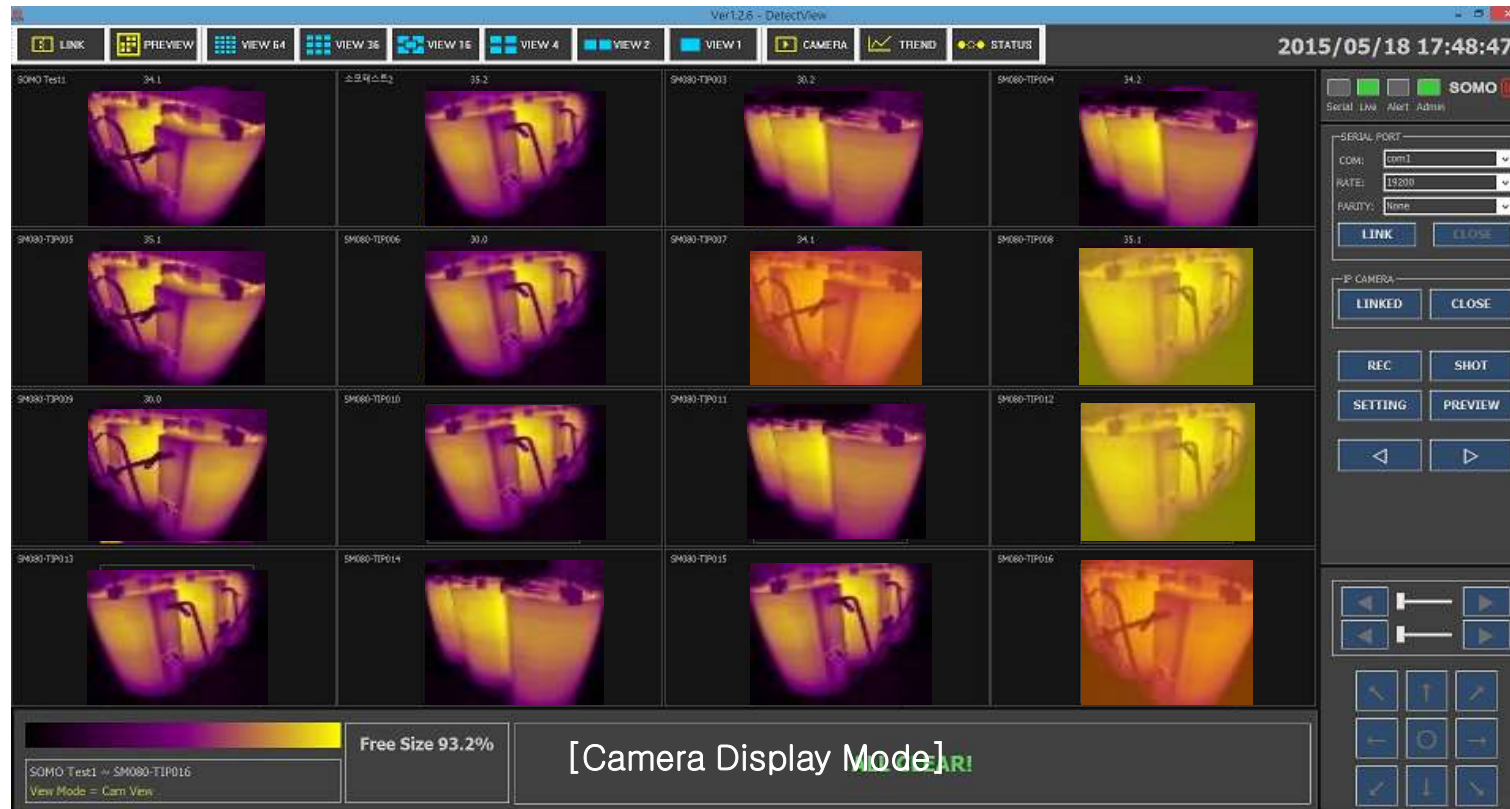 Ver1.2.6 - DetectView
LINK PREVIEW VIEW 64 VIEW 36 VIEW 16 VIEW 4 VIEW 2 VIEW 1 CAMERA TREND STATUS
2015/05/18 17:48:47
SOMO Test1 34.1
소모테스트2 35.2
SM080-TIP003 30.2
SM080-TIP004 34.2
Serial Live Alert Admin
SOMO
SERIAL PORT
COM: com1
RATE: 19200
PARITY: None
LINK CLOSE
SM080-TIP005 35.1
SM080-TIP006 30.0
SM080-TIP007 34.1
SM080-TIP008 35.1
IP CAMERA
LINKED CLOSE
REC SHOT
SETTING PREVIEW
SM080-TIP009 30.0
SM080-TIP010
SM080-TIP011
SM080-TIP012
SM080-TIP013
SM080-TIP014
SM080-TIP015
SM080-TIP016
SOMO Test1 ~ SM080-TIP016
View Mode = Cam View
Free Size 93.2%
[Camera Display Mode]
ALL CLEAR!